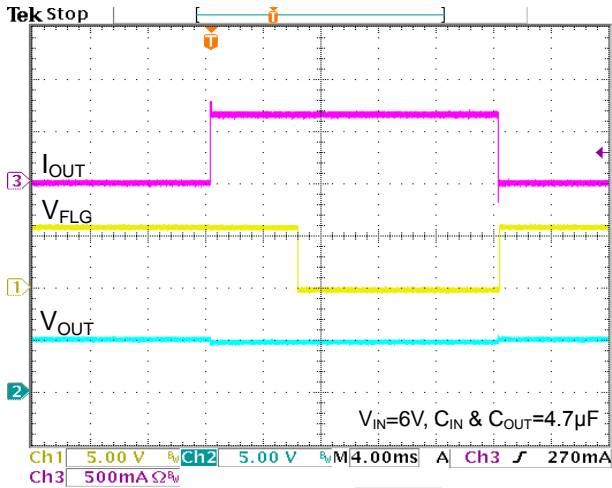 Tek Stop
T
T
IOUT
3
VFLG
1
VOUT
2
VIN=6V, CIN & COUT=4.7µF
Ch1 5.00 V BW Ch2 5.00 V BW M 4.00ms A Ch3 ∫ 270mA
Ch3 500mA Ω BW